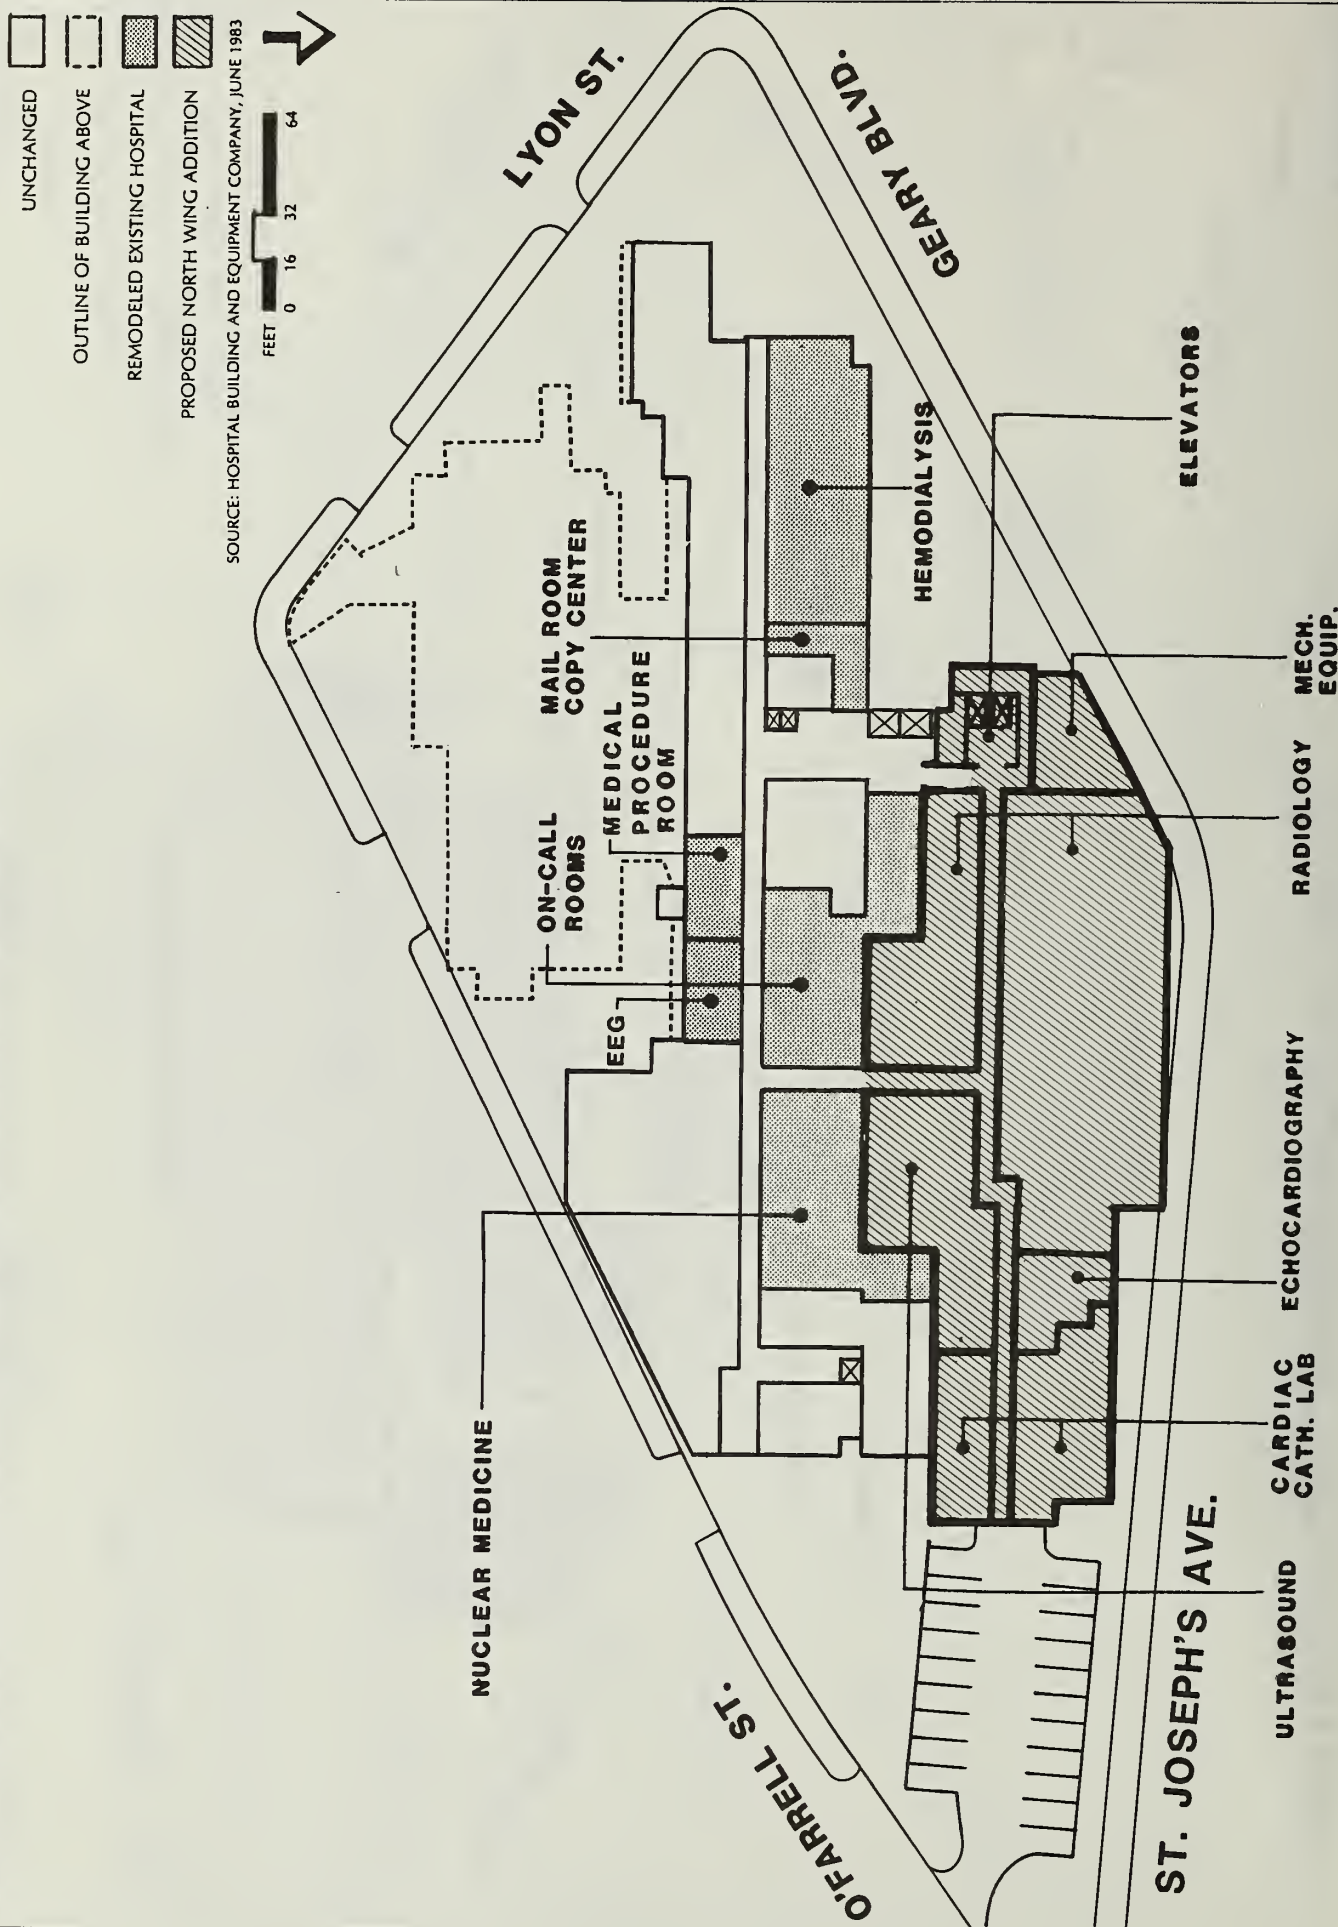 UNCHANGED
OUTLINE OF BUILDING ABOVE
REMODELED EXISTING HOSPITAL
PROPOSED NORTH WING ADDITION
SOURCE: HOSPITAL BUILDING AND EQUIPMENT COMPANY, JUNE 1983
FEET
0 16 32 64
LYON ST.
GEARY BLVD.
O'FARRELL ST.
ST. JOSEPH'S AVE.
NUCLEAR MEDICINE
EEG
ON-CALL
ROOMS
MEDICAL
PROCEDURE
ROOM
MAIL ROOM
COPY CENTER
HEMODIALYSIS
ELEVATORS
MECH.
EQUIP.
RADIOLOGY
ECHOCARDIOGRAPHY
CARDIAC
CATH. LAB
ULTRASOUND